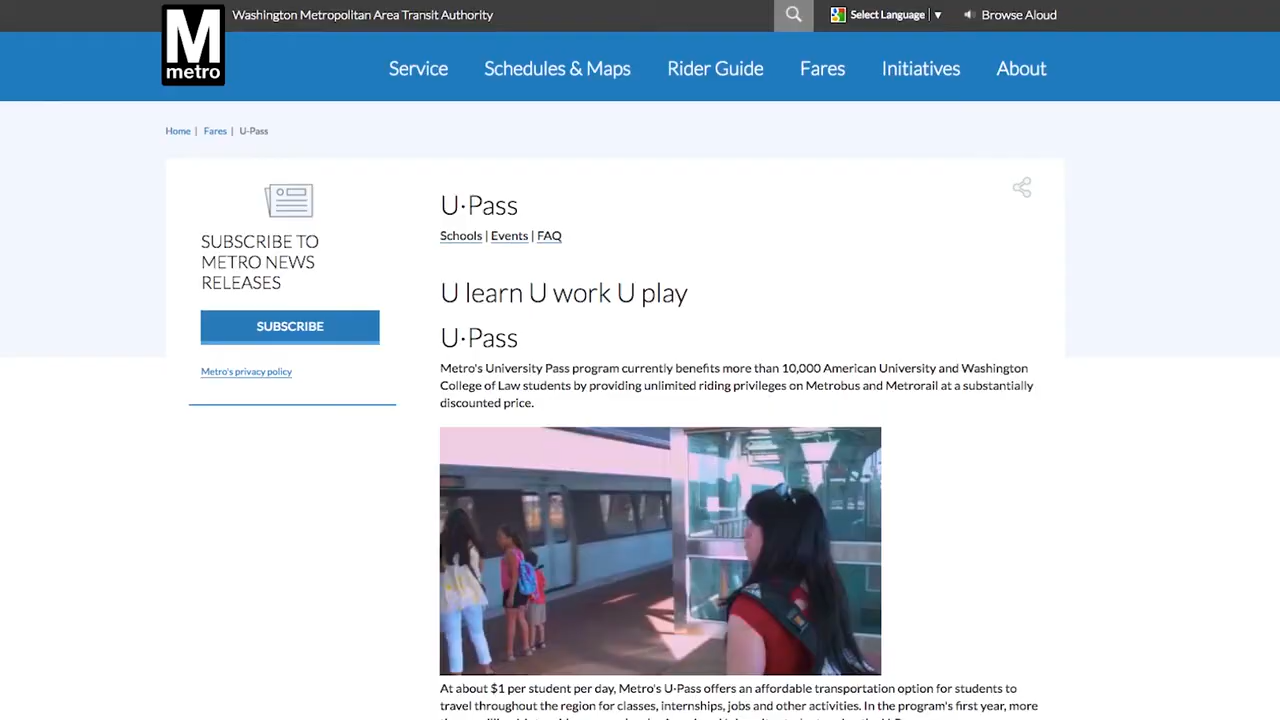 Washington Metropolitan Area Transit Authority
Select Language | ▼
Browse Aloud
M
metro
Service
Schedules & Maps
Rider Guide
Fares
Initiatives
About
Home | Fares | U-Pass
SUBSCRIBE TO
METRO NEWS
RELEASES
SUBSCRIBE
Metro's privacy policy
U·Pass
Schools | Events | FAQ
U learn U work U play
U·Pass
Metro's University Pass program currently benefits more than 10,000 American University and Washington
College of Law students by providing unlimited riding privileges on Metrobus and Metrorail at a substantially
discounted price.
At about $1 per student per day, Metro's U·Pass offers an affordable transportation option for students to
travel throughout the region for classes, internships, jobs and other activities. In the program's first year, more